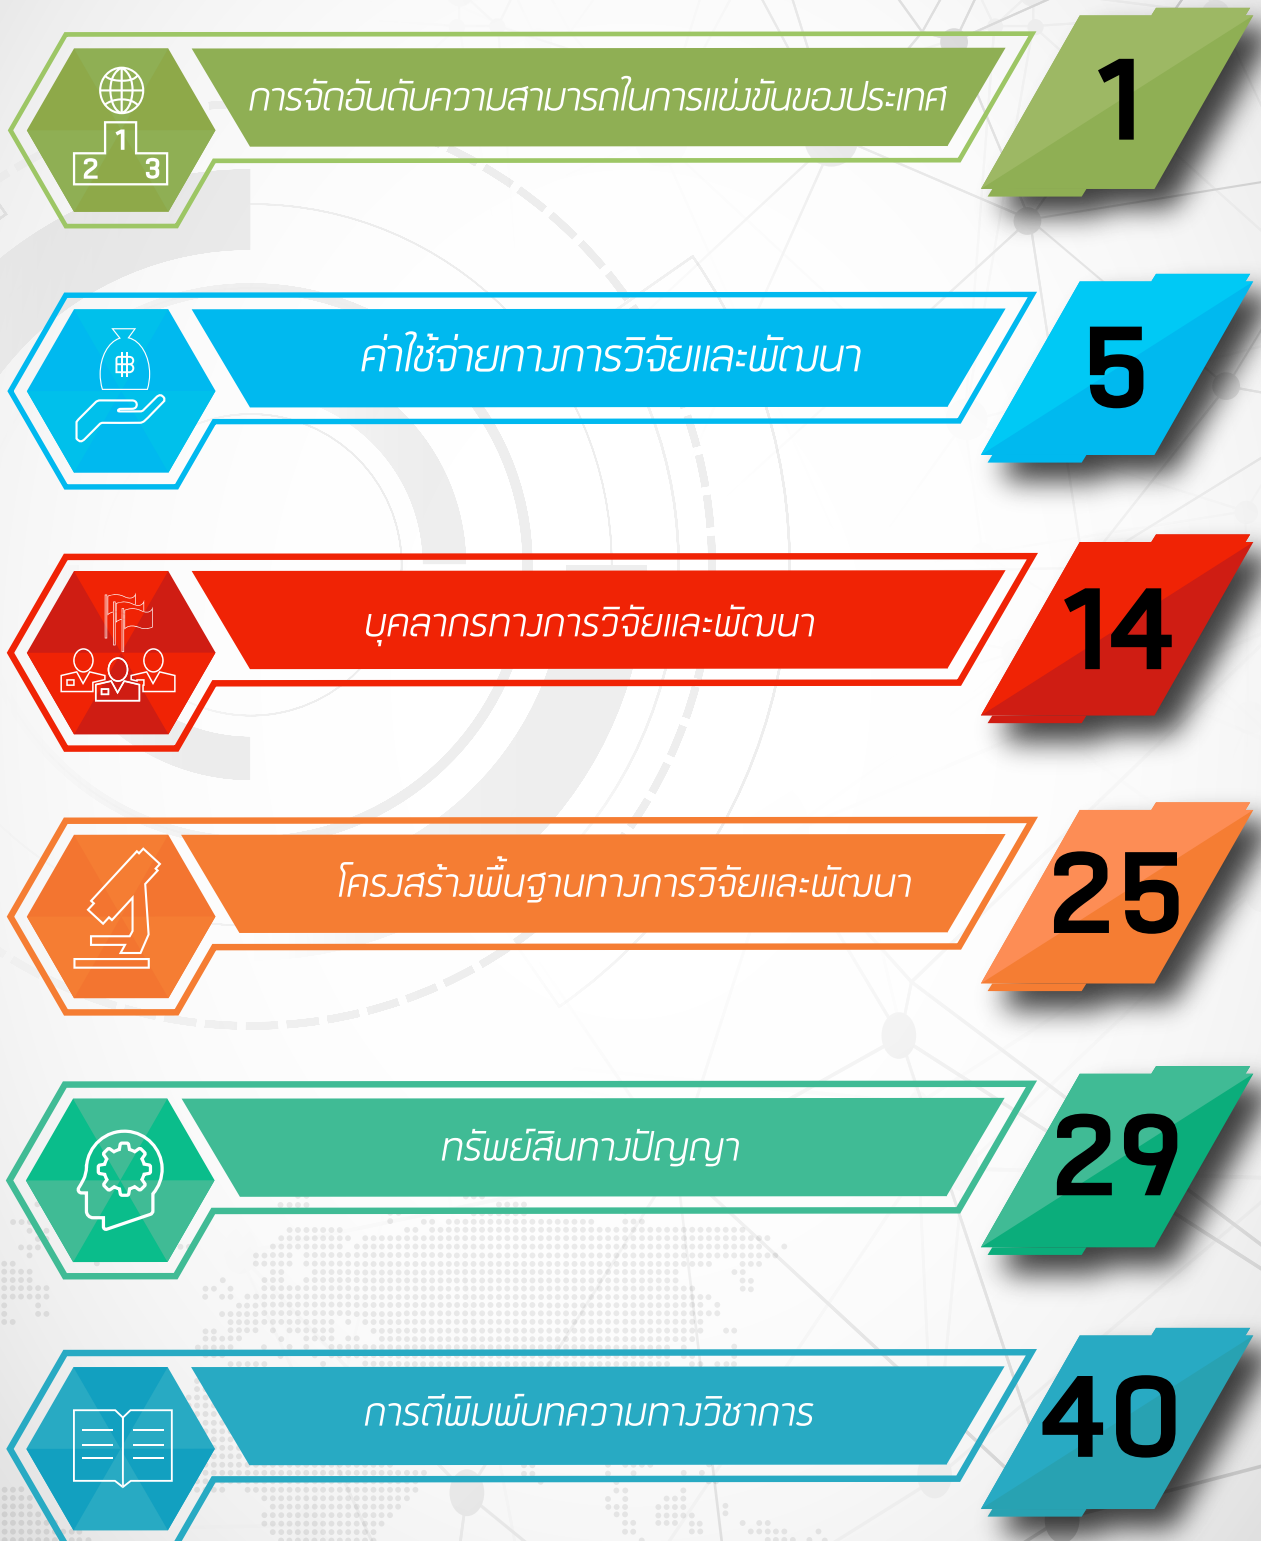 การจัดอันดับความสามารถในการแข่งขันของประเทศ
1
1
2 3
ค่าใช้จ่ายทางการวิจัยและพัฒนา
5
฿
บุคลากรทางการวิจัยและพัฒนา
14
โครงสร้างพื้นฐานทางการวิจัยและพัฒนา
25
ทรัพย์สินทางปัญญา
29
การตีพิมพ์บทความทางวิชาการ
40